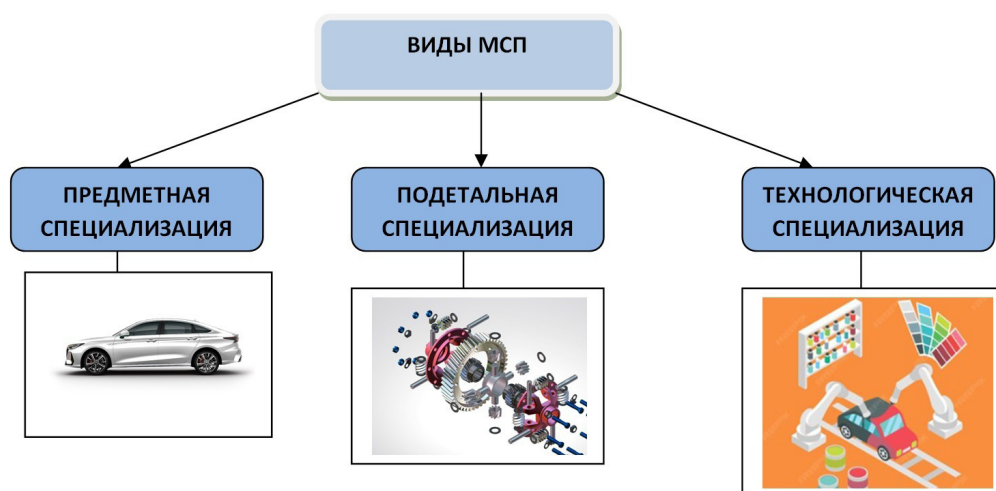 ВИДЫ МСП
ПРЕДМЕТНАЯ
СПЕЦИАЛИЗАЦИЯ
ПОДЕТАЛЬНАЯ
СПЕЦИАЛИЗАЦИЯ
ТЕХНОЛОГИЧЕСКАЯ
СПЕЦИАЛИЗАЦИЯ